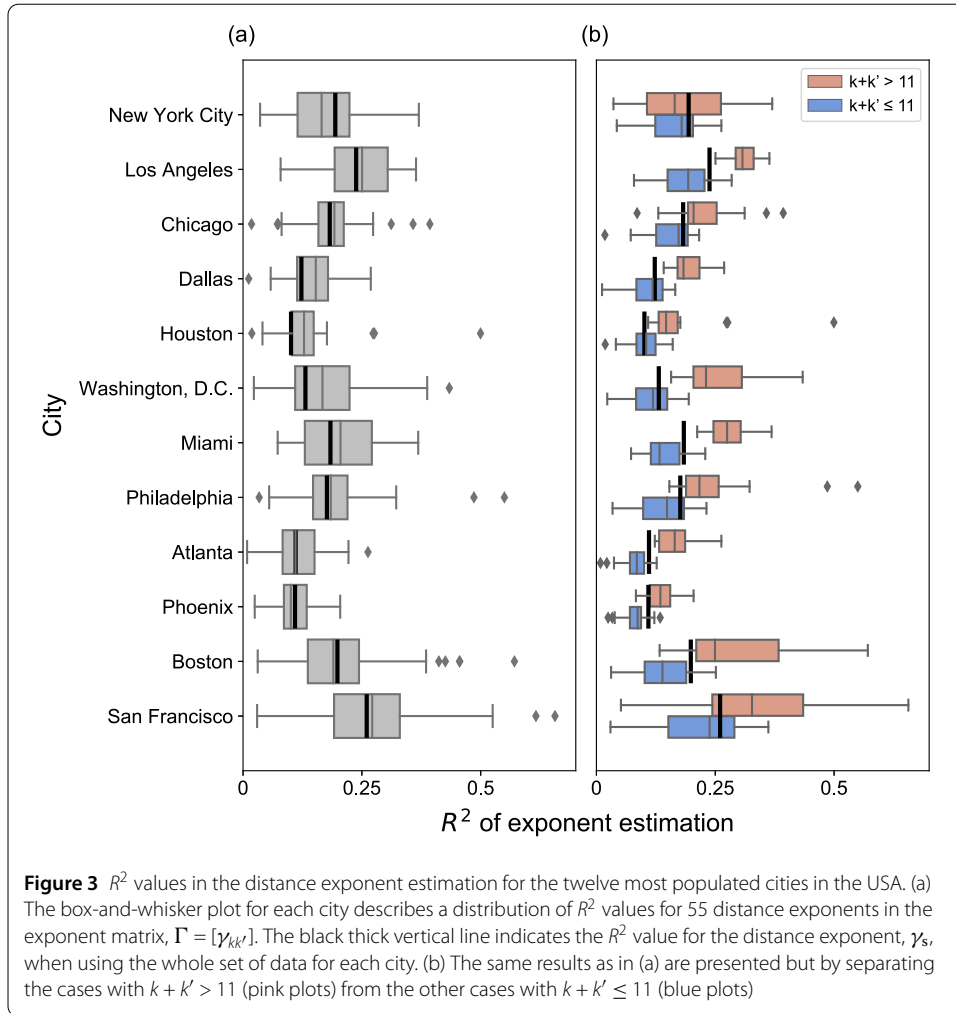 (a) (b)
k+k' > 11
k+k' ≤ 11
New York City
Los Angeles
Chicago
Dallas
Houston
Washington, D.C.
Miami
Philadelphia
Atlanta
Phoenix
Boston
San Francisco
City
0 0.25 0.5 0 0.25 0.5
R² of exponent estimation
Figure 3 R² values in the distance exponent estimation for the twelve most populated cities in the USA. (a)
The box-and-whisker plot for each city describes a distribution of R² values for 55 distance exponents in the
exponent matrix, Γ = [γkk′]. The black thick vertical line indicates the R² value for the distance exponent, γs,
when using the whole set of data for each city. (b) The same results as in (a) are presented but by separating
the cases with k + k′ > 11 (pink plots) from the other cases with k + k′ ≤ 11 (blue plots)